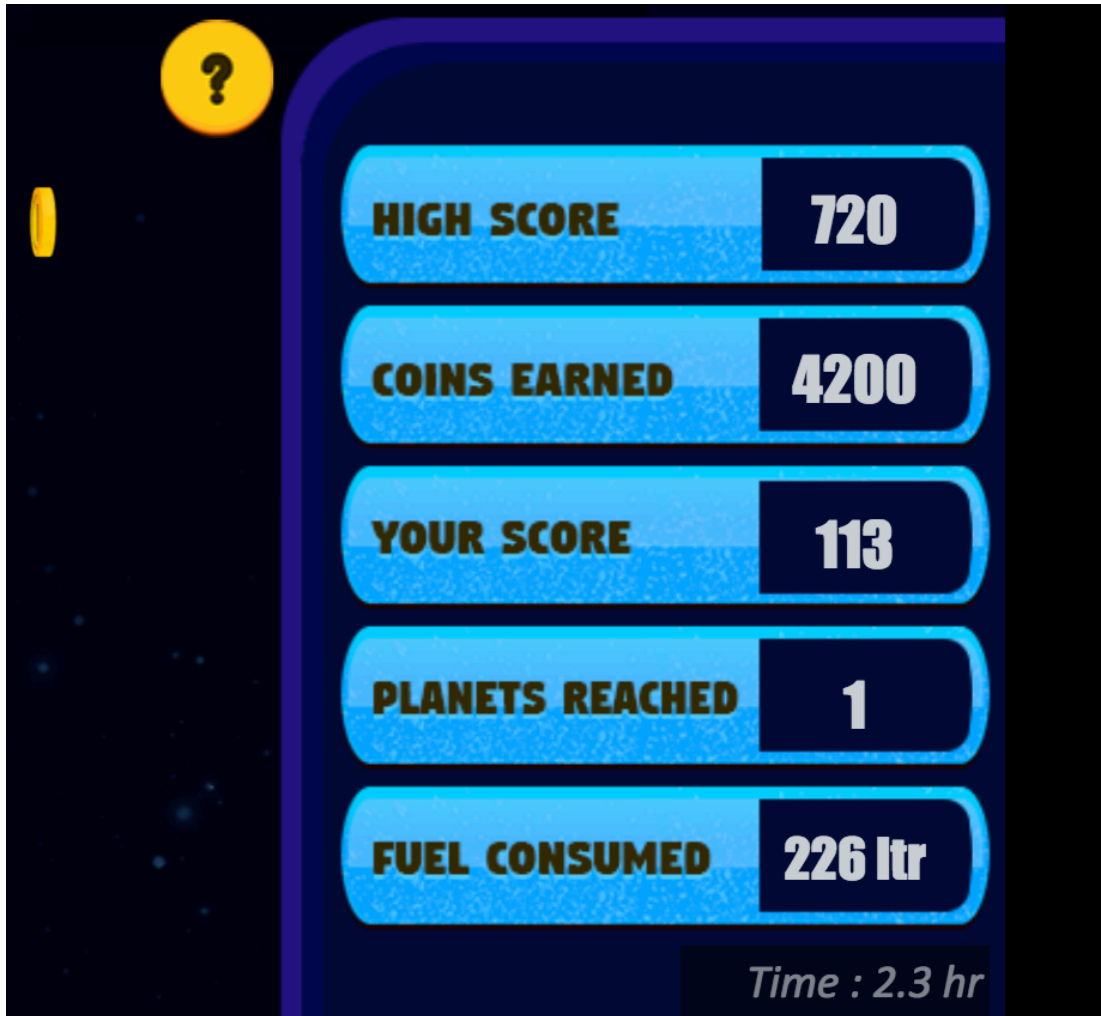 ?
HIGH SCORE 720
COINS EARNED 4200
YOUR SCORE 113
PLANETS REACHED 1
FUEL CONSUMED 226 ltr
Time : 2.3 hr